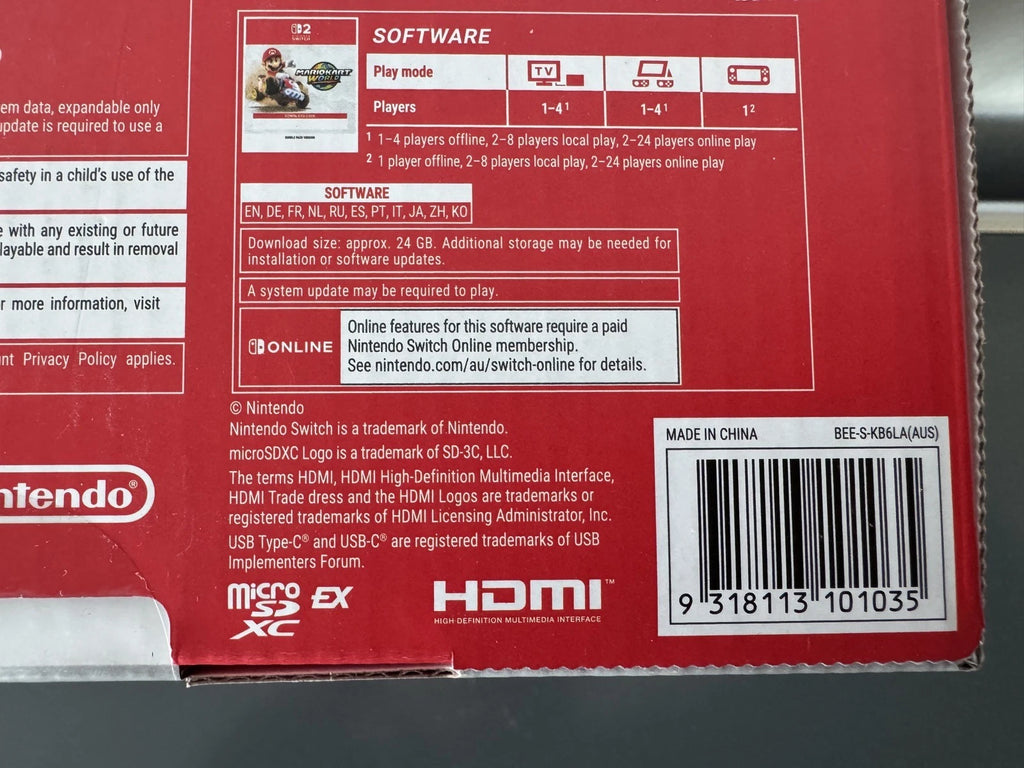 em data, expandable only
update is required to use a
safety in a child's use of the
e with any existing or future
layable and result in removal
r more information, visit
nt Privacy Policy applies.
ntendo®
2
SWITCH
MARIOKART
WORLD
DOWNLOAD CODE
SOFTWARE
Play mode TV
Players 1–4¹ 1–4¹ 1²
¹ 1–4 players offline, 2–8 players local play, 2–24 players online play
² 1 player offline, 2–8 players local play, 2–24 players online play
SOFTWARE
EN, DE, FR, NL, RU, ES, PT, IT, JA, ZH, KO
Download size: approx. 24 GB. Additional storage may be needed for
installation or software updates.
A system update may be required to play.
ONLINE
Online features for this software require a paid
Nintendo Switch Online membership.
See nintendo.com/au/switch-online for details.
© Nintendo
Nintendo Switch is a trademark of Nintendo.
microSDXC Logo is a trademark of SD-3C, LLC.
The terms HDMI, HDMI High-Definition Multimedia Interface,
HDMI Trade dress and the HDMI Logos are trademarks or
registered trademarks of HDMI Licensing Administrator, Inc.
USB Type-C® and USB-C® are registered trademarks of USB
Implementers Forum.
micro
SD
XC
EX
HDMI™
HIGH-DEFINITION MULTIMEDIA INTERFACE
MADE IN CHINA BEE-S-KB6LA(AUS)
9 318113 101035